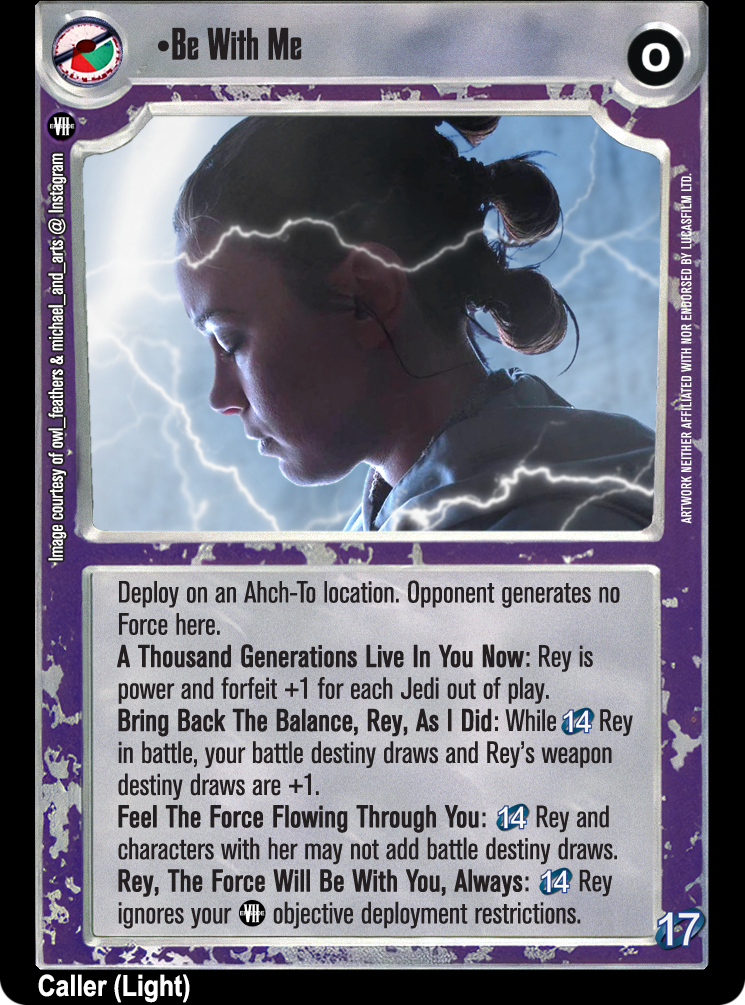 •Be With Me
O
EPISODE VII
Image courtesy of owl_feathers & michael_and_arts @ Instagram
ARTWORK NEITHER AFFILIATED WITH NOR ENDORSED BY LUCASFILM LTD.
Deploy on an Ahch-To location. Opponent generates no
Force here.
A Thousand Generations Live In You Now: Rey is
power and forfeit +1 for each Jedi out of play.
Bring Back The Balance, Rey, As I Did: While 14 Rey
in battle, your battle destiny draws and Rey's weapon
destiny draws are +1.
Feel The Force Flowing Through You: 14 Rey and
characters with her may not add battle destiny draws.
Rey, The Force Will Be With You, Always: 14 Rey
ignores your EPISODE VII objective deployment restrictions.
17
Caller (Light)